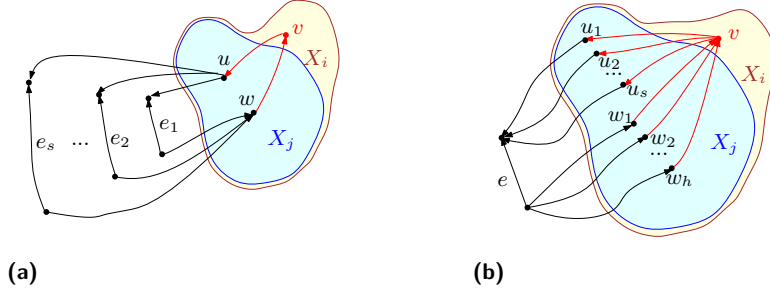 v
u
X_i
w
e_s
...
e_2
e_1
X_j
(a)
u_1
v
u_2
X_i
...
u_s
w_1
w_2
X_j
...
w_h
e
(b)